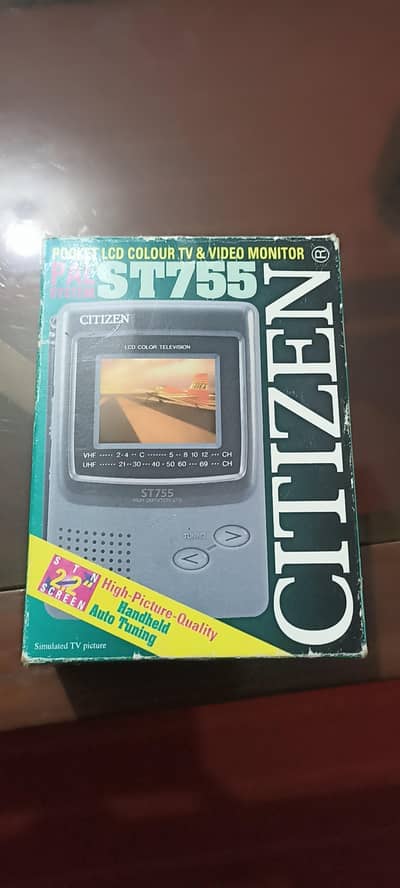 POCKET LCD COLOUR TV & VIDEO MONITOR
ST755
CITIZEN®
CITIZEN
LCD COLOR TELEVISION
VHF ···· 2·4 ·· C ······ 5 ·· 8 10 12 ···· CH
UHF ····· 21··30 ···40 ·50 60 ··· 69 ···· CH
ST755
TUNING
< >
STN
2.2"
SCREEN
High-Picture-Quality
Handheld
Auto Tuning
Simulated TV picture